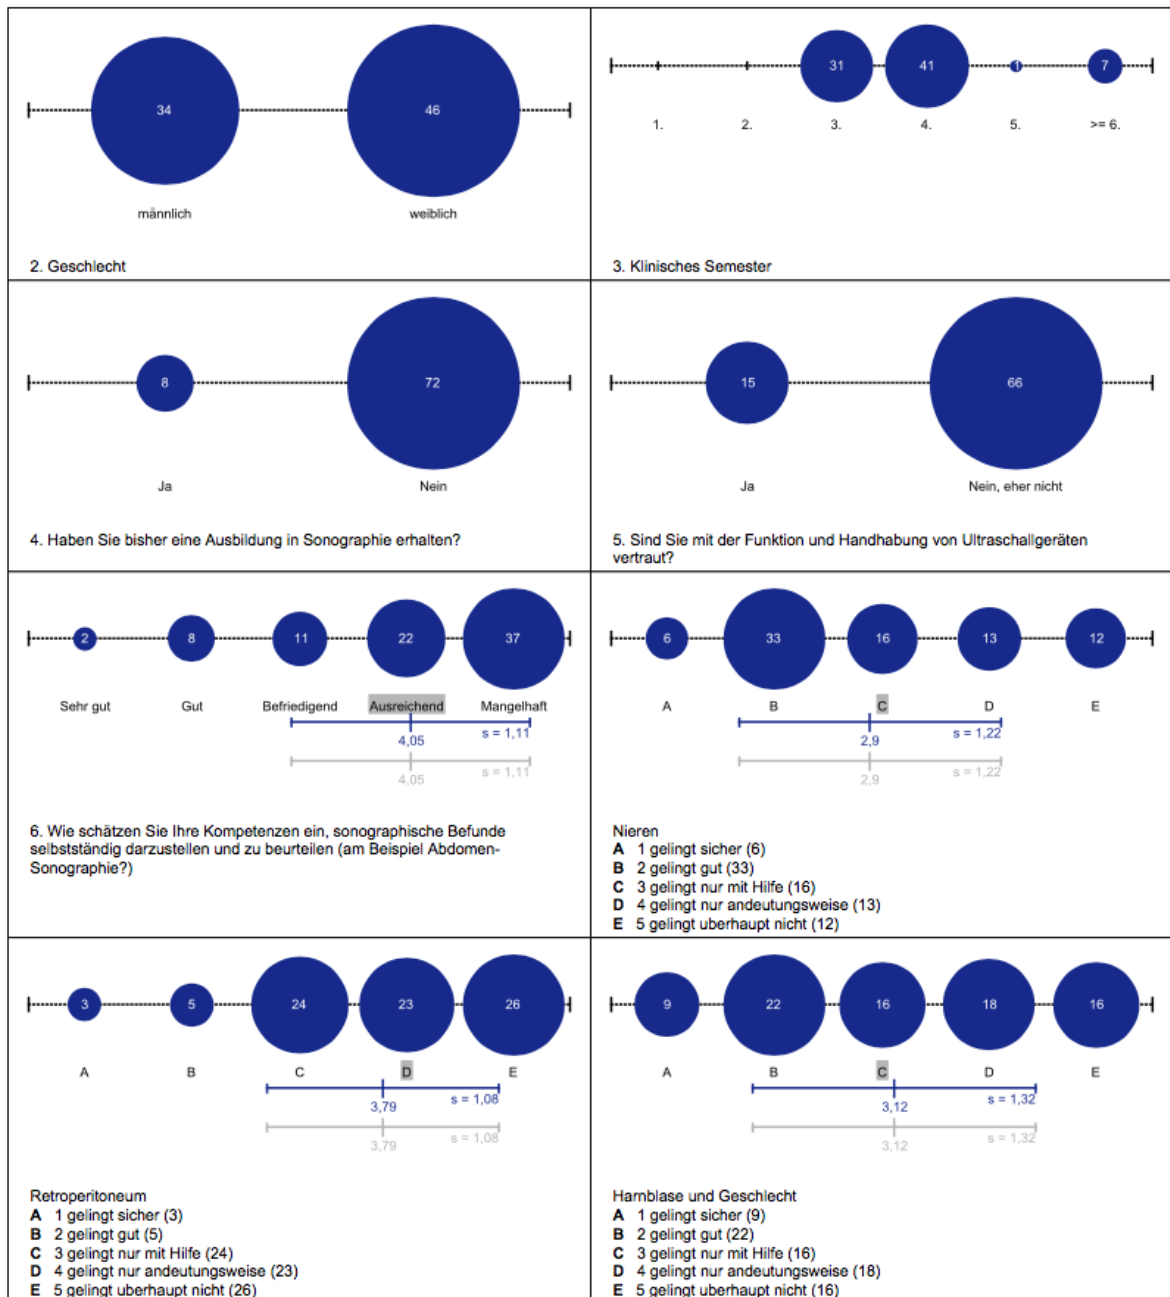 34
46
männlich
weiblich
2. Geschlecht
31
41
1
7
1.
2.
3.
4.
5.
>= 6.
3. Klinisches Semester
8
72
Ja
Nein
4. Haben Sie bisher eine Ausbildung in Sonographie erhalten?
15
66
Ja
Nein, eher nicht
5. Sind Sie mit der Funktion und Handhabung von Ultraschallgeräten
vertraut?
2
8
11
22
37
Sehr gut
Gut
Befriedigend
Ausreichend
Mangelhaft
4,05
s = 1,11
4,05
s = 1,11
6. Wie schätzen Sie Ihre Kompetenzen ein, sonographische Befunde
selbstständig darzustellen und zu beurteilen (am Beispiel Abdomen-
Sonographie?)
6
33
16
13
12
A
B
C
D
E
2,9
s = 1,22
2,9
s = 1,22
Nieren
A 1 gelingt sicher (6)
B 2 gelingt gut (33)
C 3 gelingt nur mit Hilfe (16)
D 4 gelingt nur andeutungsweise (13)
E 5 gelingt uberhaupt nicht (12)
3
5
24
23
26
A
B
C
D
E
3,79
s = 1,08
3,79
s = 1,08
Retroperitoneum
A 1 gelingt sicher (3)
B 2 gelingt gut (5)
C 3 gelingt nur mit Hilfe (24)
D 4 gelingt nur andeutungsweise (23)
E 5 gelingt uberhaupt nicht (26)
9
22
16
18
16
A
B
C
D
E
3,12
s = 1,32
3,12
s = 1,32
Harnblase und Geschlecht
A 1 gelingt sicher (9)
B 2 gelingt gut (22)
C 3 gelingt nur mit Hilfe (16)
D 4 gelingt nur andeutungsweise (18)
E 5 gelingt uberhaupt nicht (16)